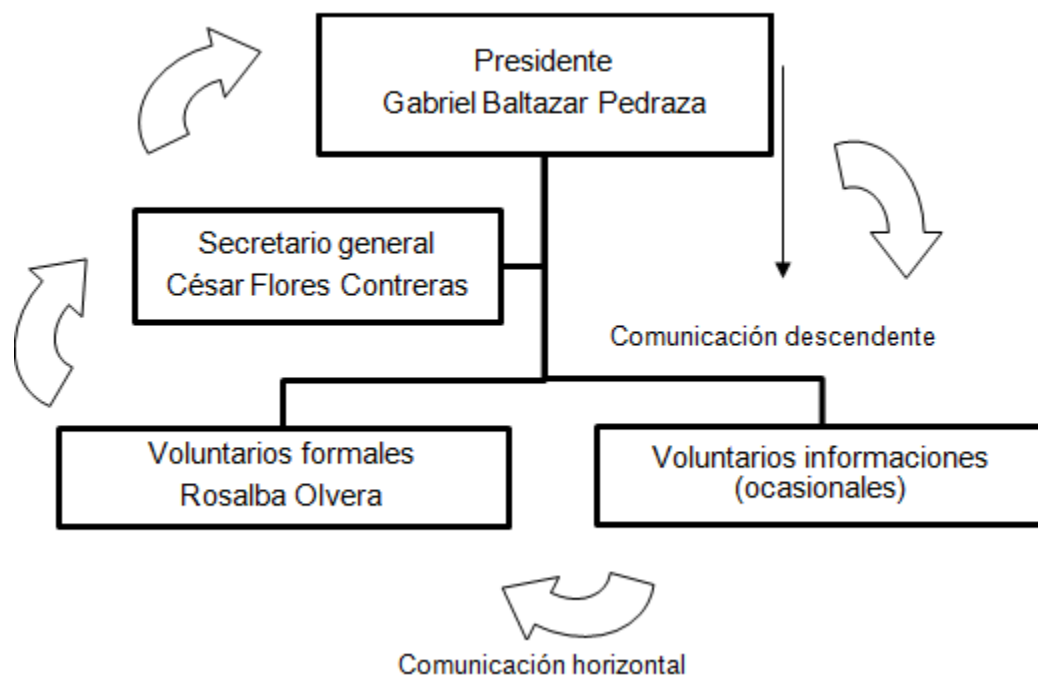 Presidente
Gabriel Baltazar Pedraza
Secretario general
César Flores Contreras
Comunicación descendente
Voluntarios formales
Rosalba Olvera
Voluntarios informaciones
(ocasionales)
Comunicación horizontal